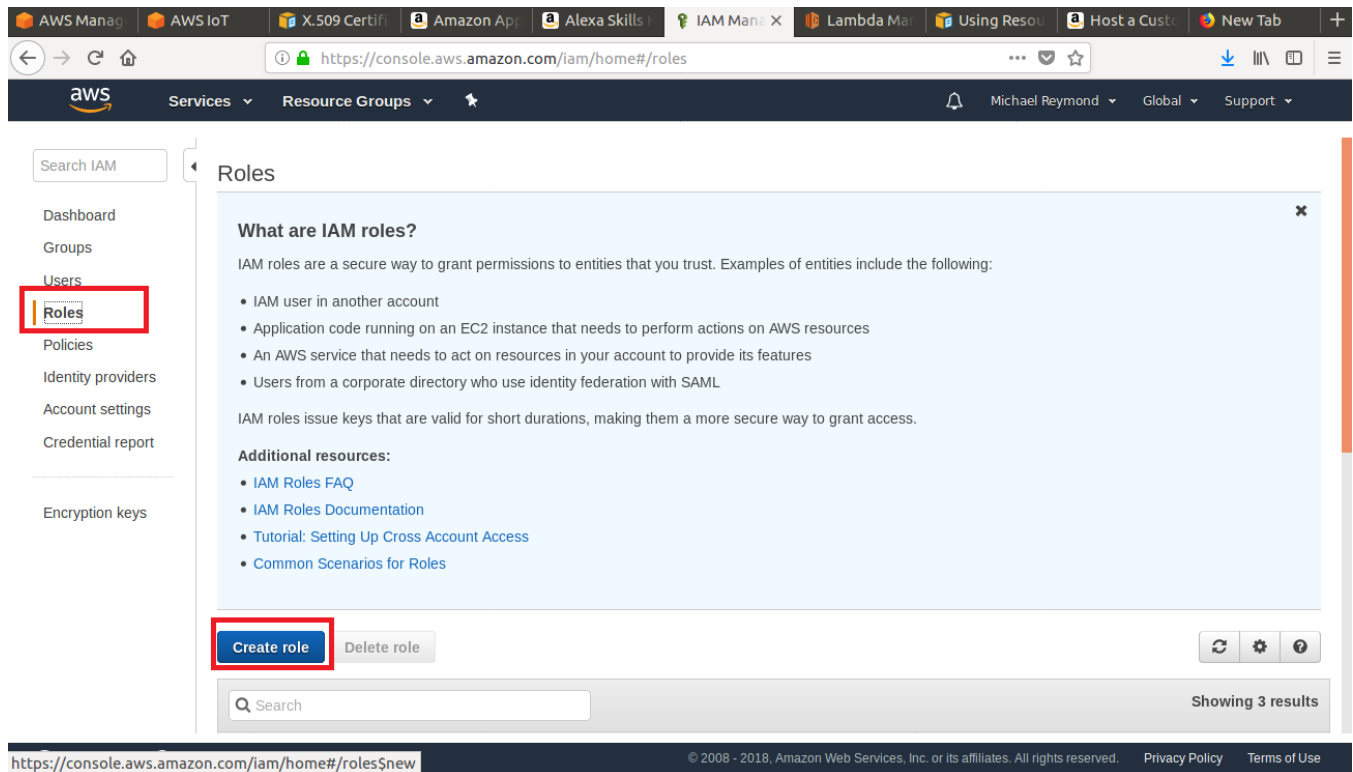 AWS Manag
AWS IoT
X.509 Certifi
Amazon App
Alexa Skills
IAM Mana
Lambda Mar
Using Resou
Host a Custo
New Tab
https://console.aws.amazon.com/iam/home#/roles
aws
Services
Resource Groups
Michael Reymond
Global
Support
Search IAM
Dashboard
Groups
Users
Roles
Policies
Identity providers
Account settings
Credential report
Encryption keys
Roles
What are IAM roles?
IAM roles are a secure way to grant permissions to entities that you trust. Examples of entities include the following:
• IAM user in another account
• Application code running on an EC2 instance that needs to perform actions on AWS resources
• An AWS service that needs to act on resources in your account to provide its features
• Users from a corporate directory who use identity federation with SAML
IAM roles issue keys that are valid for short durations, making them a more secure way to grant access.
Additional resources:
• IAM Roles FAQ
• IAM Roles Documentation
• Tutorial: Setting Up Cross Account Access
• Common Scenarios for Roles
Create role
Delete role
Search
Showing 3 results
https://console.aws.amazon.com/iam/home#/roles$new
© 2008 - 2018, Amazon Web Services, Inc. or its affiliates. All rights reserved.
Privacy Policy
Terms of Use